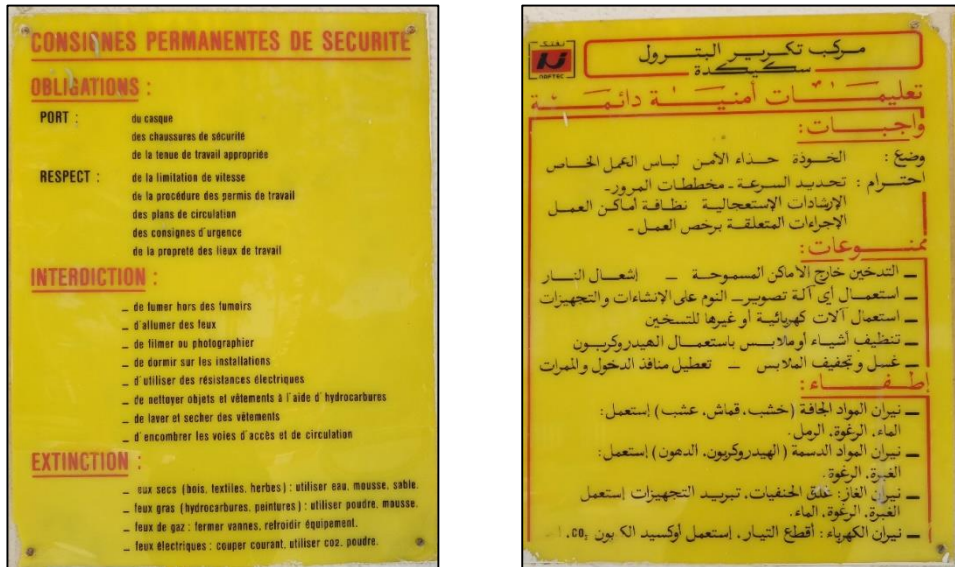 CONSIGNES PERMANENTES DE SECURITE
OBLIGATIONS :
PORT : du casque
des chaussures de sécurité
de la tenue de travail appropriée
RESPECT : de la limitation de vitesse
de la procédure des permis de travail
des plans de circulation
des consignes d'urgence
de la propreté des lieux de travail
INTERDICTION :
_ de fumer hors des fumoirs
_ d'allumer des feux
_ de filmer ou photographier
_ de dormir sur les installations
_ d'utiliser des résistances électriques
_ de nettoyer objets et vêtements à l'aide d'hydrocarbures
_ de laver et secher des vêtements
_ d'encombrer les voies d'accès et de circulation
EXTINCTION :
_ eux secs (bois, textiles, herbes) : utiliser eau, mousse, sable.
_ feux gras (hydrocarbures, peintures) : utiliser poudre, mousse.
_ feux de gaz : fermer vannes, refroidir équipement.
_ feux électriques : couper courant, utiliser co2, poudre.
نفتك
NAFTEC
مركب تكرير البترول
سكيكدة
تعليمات أمنية دائمة
واجبات :
وضع : الخوذة حذاء الأمن لباس العمل الخاص
احترام : تحديد السرعة - مخططات المرور -
الإرشادات الإستعجالية نظافة أماكن العمل
الإجراءات المتعلقة برخص العمل -
ممنوعات :
_ التدخين خارج الأماكن المسموحة _ إشعال النار
_ استعمال أي آلة تصوير _ النوم على الإنشاءات والتجهيزات
_ استعمال آلات كهربائية أو غيرها للتسخين
_ تنظيف أشياء أو ملابس باستعمال الهيدروكربون
_ غسل وتجفيف الملابس _ تعطيل منافذ الدخول والممرات
إطفاء :
_ نيران المواد الجافة (خشب، قماش، عشب) إستعمل:
الماء، الرغوة، الرمل.
_ نيران المواد الدسمة (الهيدروكربون، الدهون) إستعمل:
الغبرة، الرغوة.
_ نيران الغاز: غلق الحنفيات، تبريد التجهيزات إستعمل
الغبرة، الرغوة، الماء.
_ نيران الكهرباء : أقطع التيار، إستعمل أوكسيد الكربون CO₂،